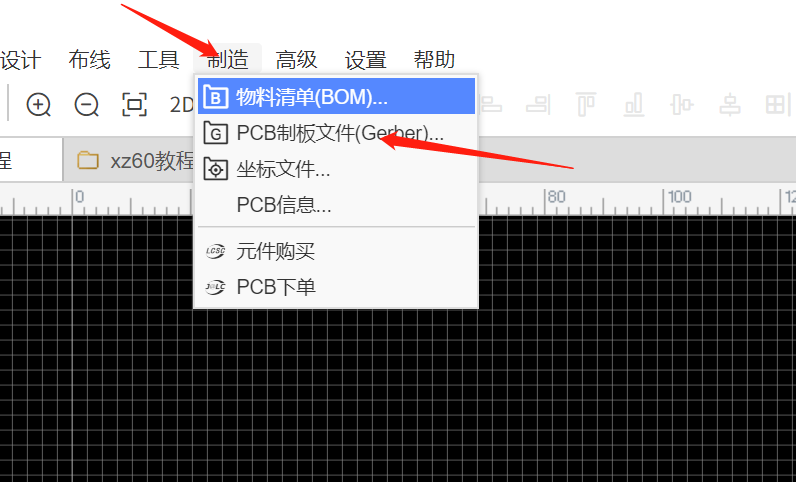 设计 布线 工具 制造 高级 设置 帮助
2D
物料清单(BOM)...
程 xz60教程 PCB制板文件(Gerber)...
坐标文件...
0 80 100 12
PCB信息...
LCSC 元件购买
J@LC PCB下单